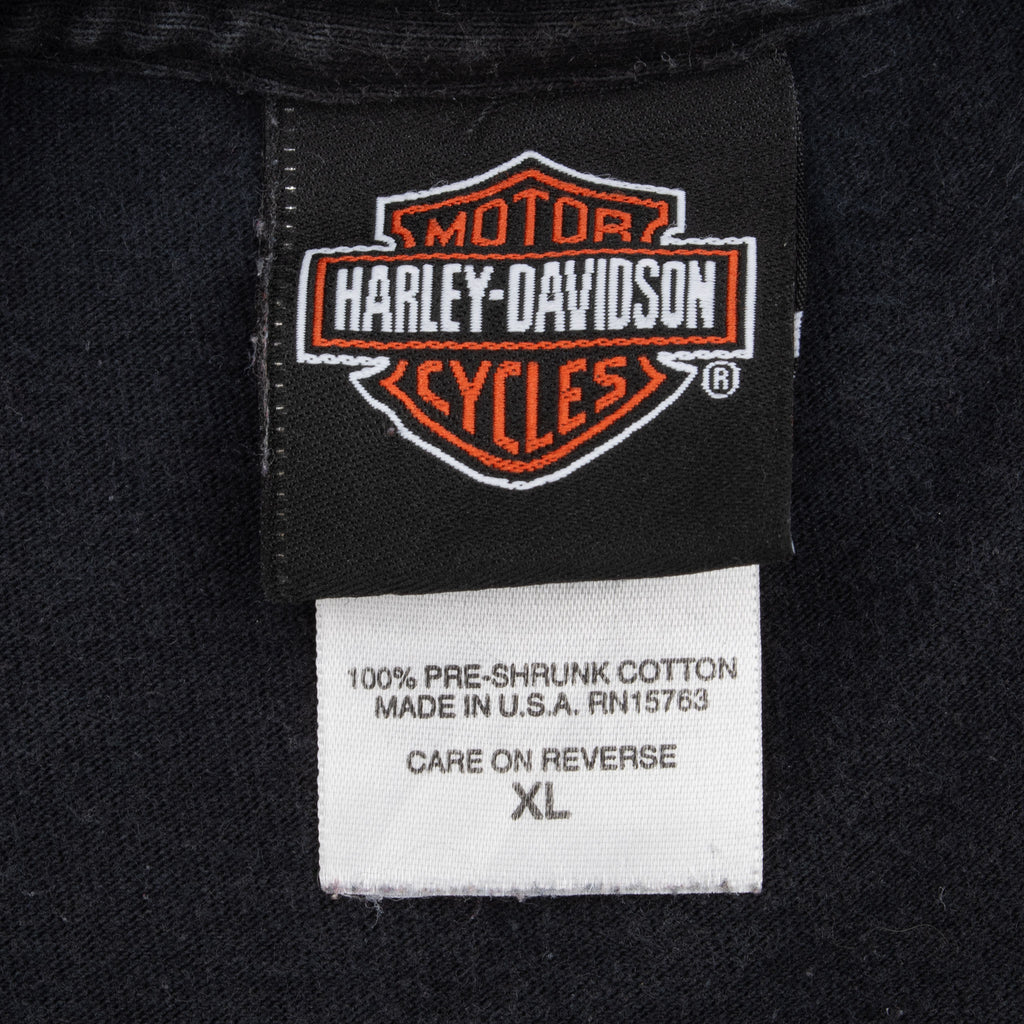 MOTOR
HARLEY-DAVIDSON
CYCLES
®
100% PRE-SHRUNK COTTON
MADE IN U.S.A. RN15763
CARE ON REVERSE
XL